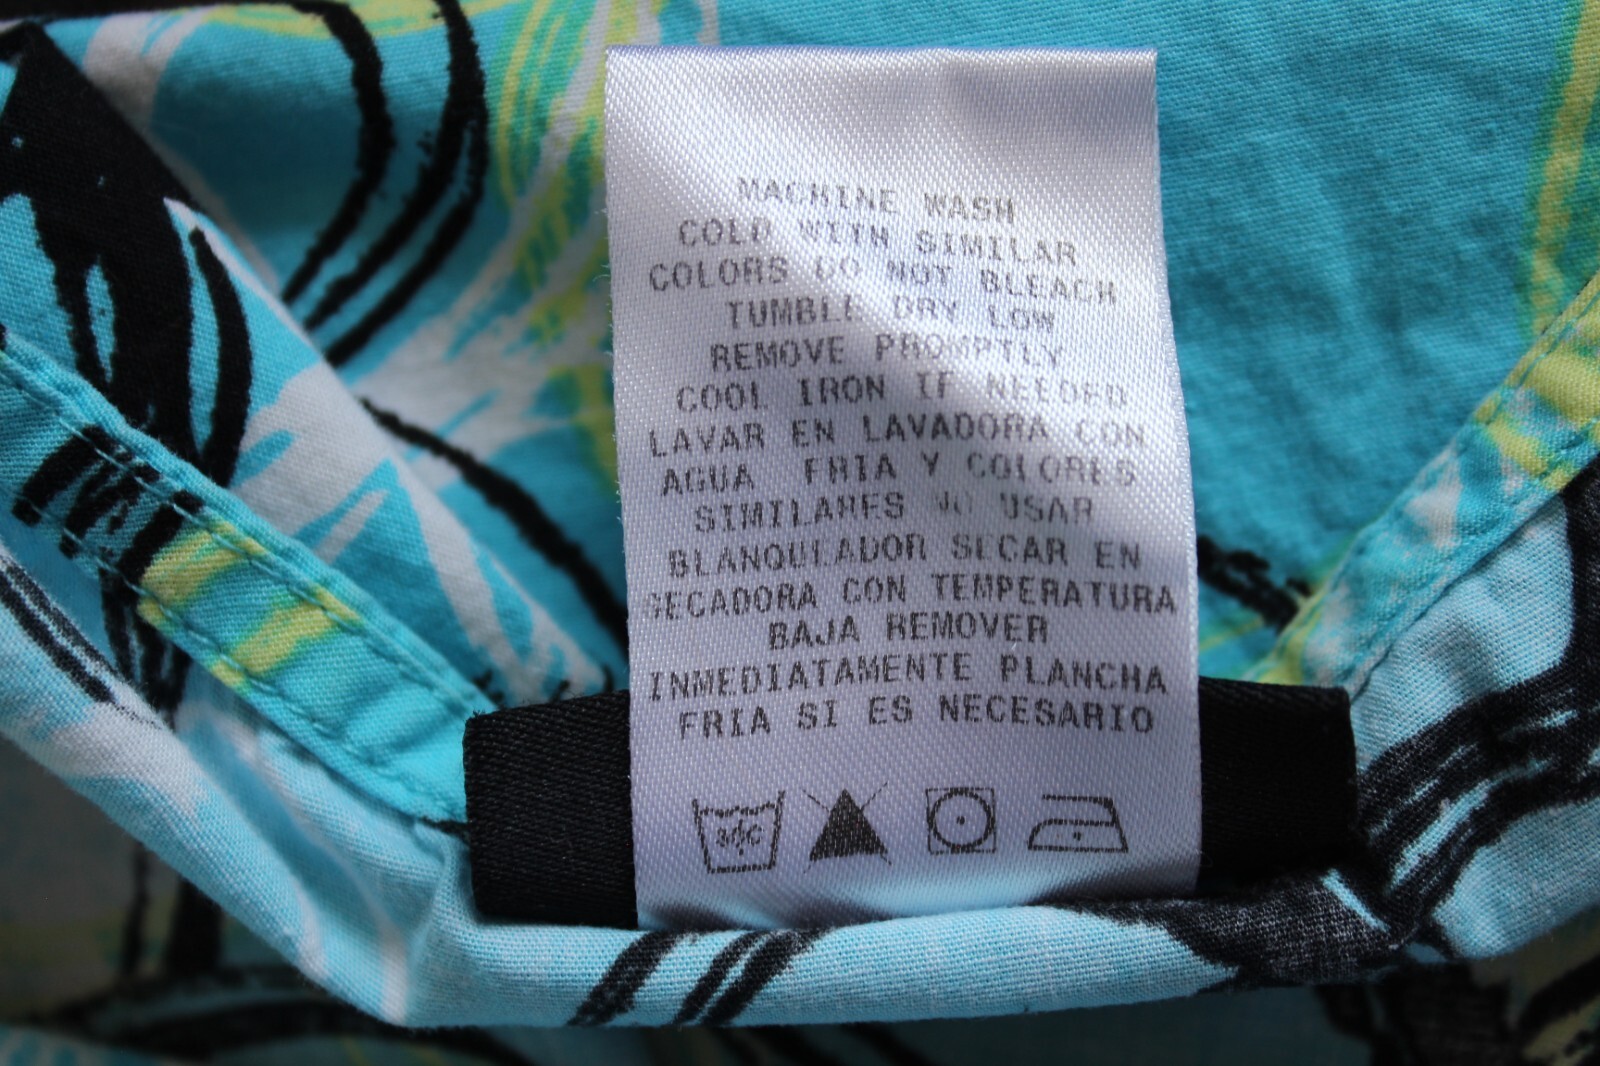 MACHINE WASH
COLD WITH SIMILAR
COLORS DO NOT BLEACH
TUMBLE DRY LOW
REMOVE PROMPTLY
COOL IRON IF NEEDED
LAVAR EN LAVADORA CON
AGUA FRIA Y COLORES
SIMILARES NO USAR
BLANQUEADOR SECAR EN
SECADORA CON TEMPERATURA
BAJA REMOVER
INMEDIATAMENTE PLANCHA
FRIA SI ES NECESARIO
30°C